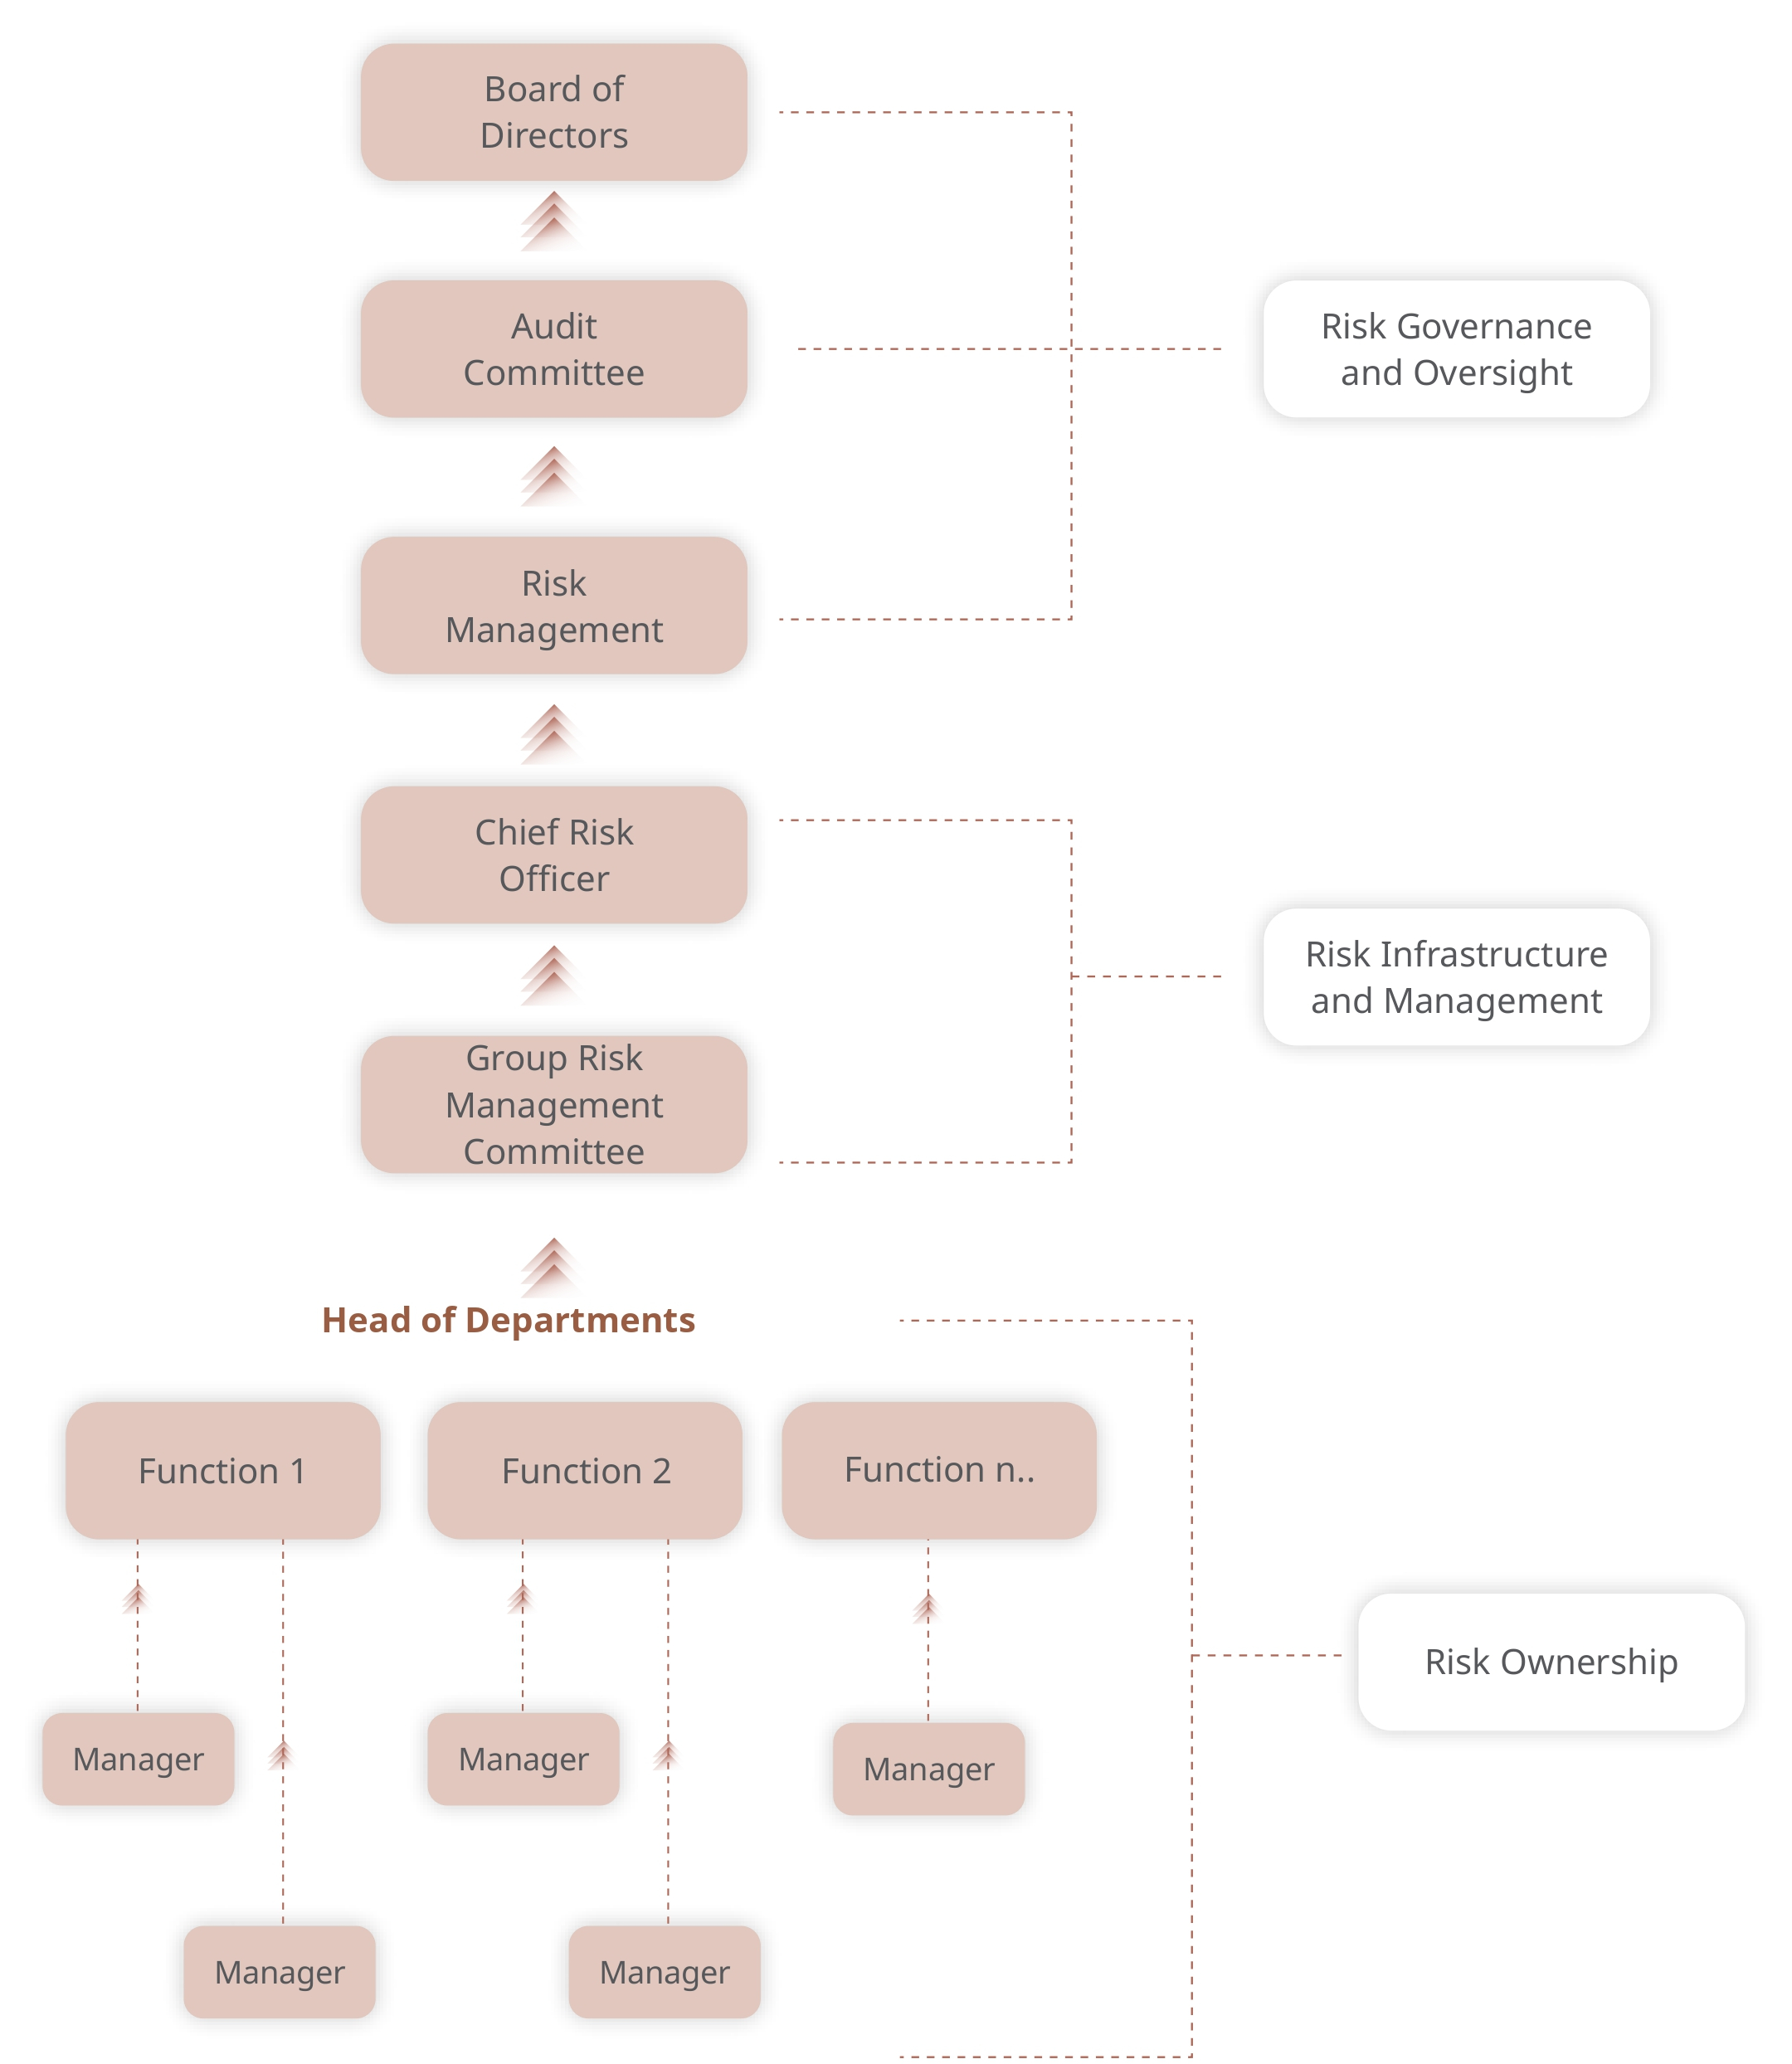 Board of
Directors
Audit
Committee
Risk Governance
and Oversight
Risk
Management
Chief Risk
Officer
Risk Infrastructure
and Management
Group Risk
Management
Committee
Head of Departments
Function 1
Function 2
Function n..
Risk Ownership
Manager
Manager
Manager
Manager
Manager